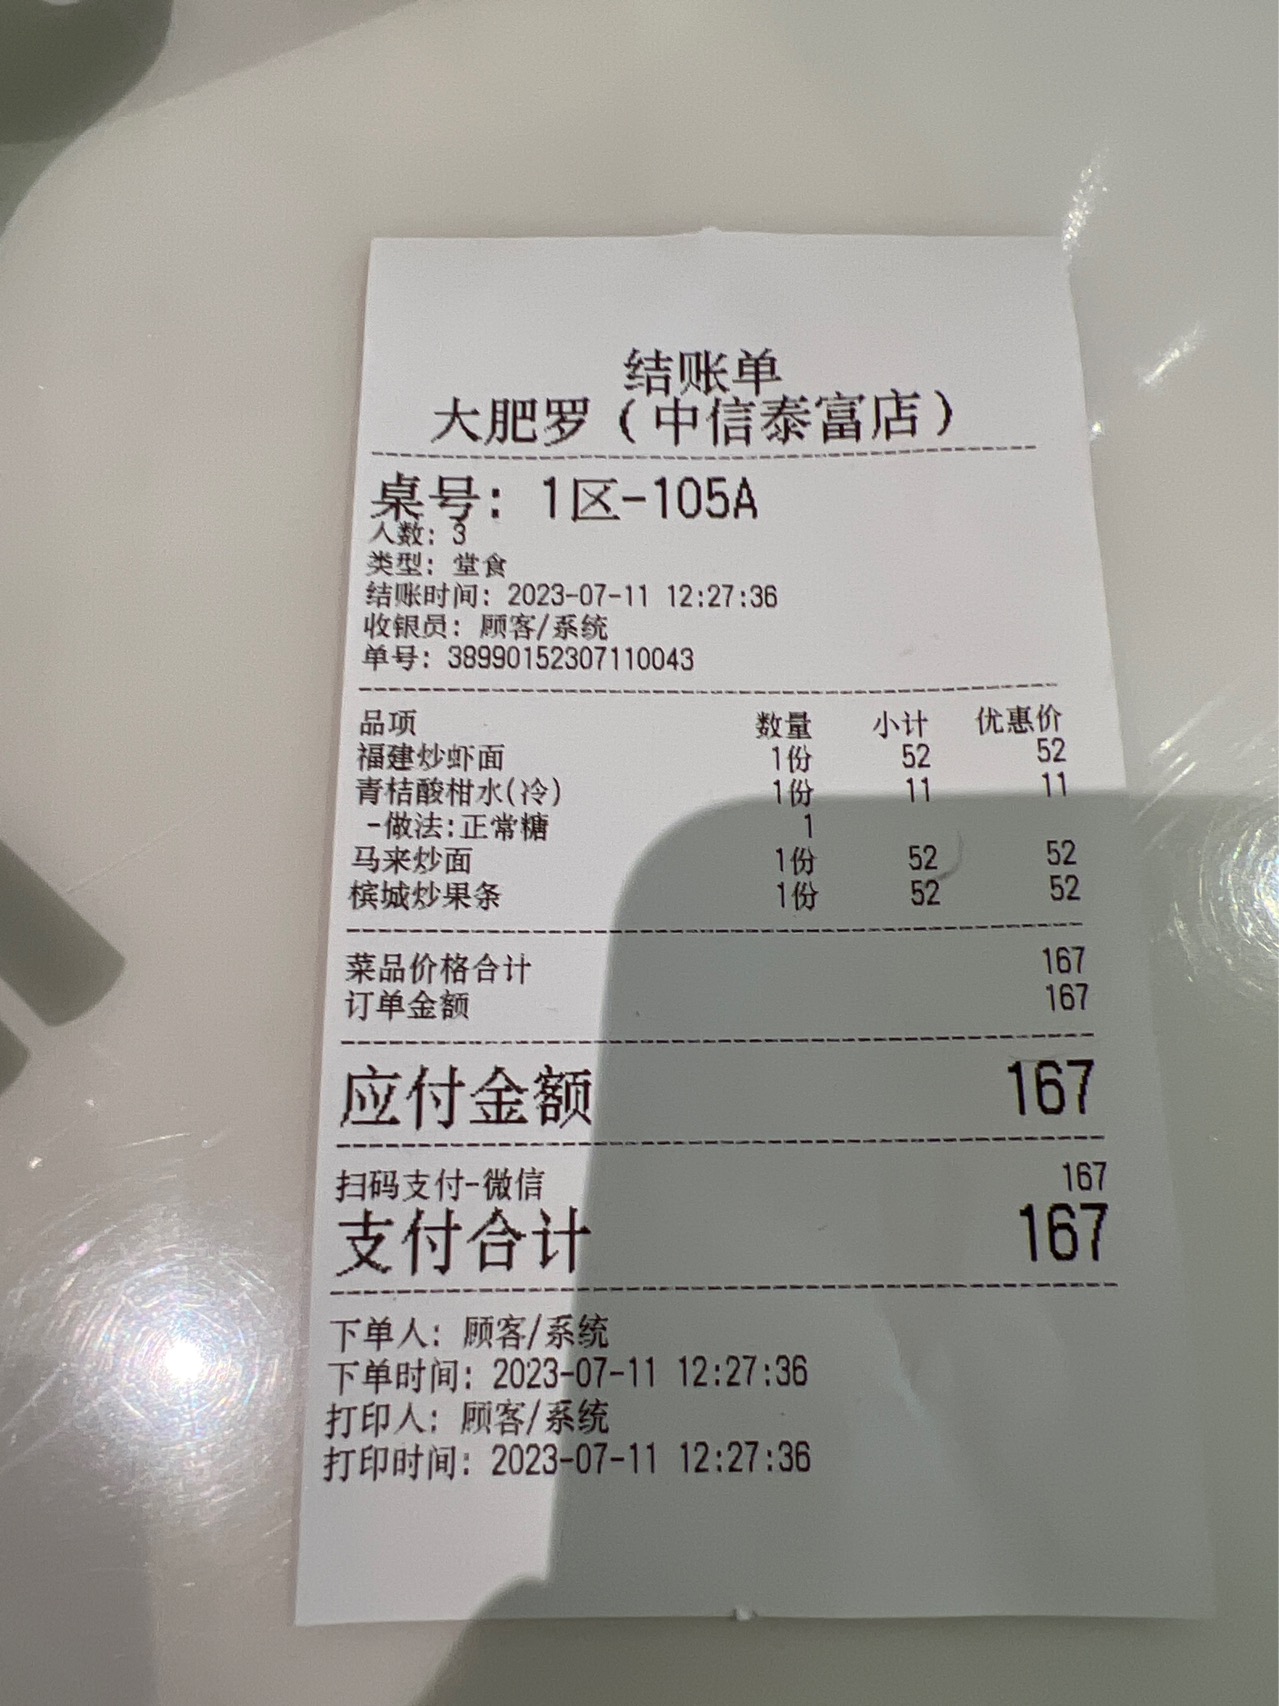 结账单
大肥罗（中信泰富店）
桌号：1区-105A
人数：3
类型：堂食
结账时间：2023-07-11 12:27:36
收银员：顾客/系统
单号：38990152307110043
品项 数量 小计 优惠价
福建炒虾面 1份 52 52
青桔酸柑水(冷) 1份 11 11
-做法:正常糖 1
马来炒面 1份 52 52
槟城炒果条 1份 52 52
菜品价格合计 167
订单金额 167
应付金额 167
扫码支付-微信 167
支付合计 167
下单人：顾客/系统
下单时间：2023-07-11 12:27:36
打印人：顾客/系统
打印时间：2023-07-11 12:27:36